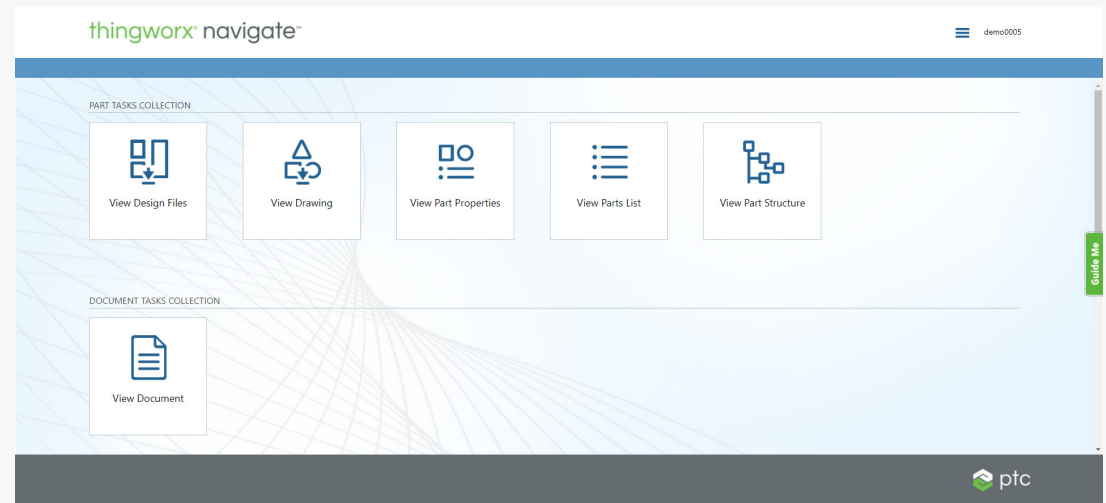 thingworx® navigate™
demo0005
PART TASKS COLLECTION
View Design Files
View Drawing
View Part Properties
View Parts List
View Part Structure
Guide Me
DOCUMENT TASKS COLLECTION
View Document
ptc